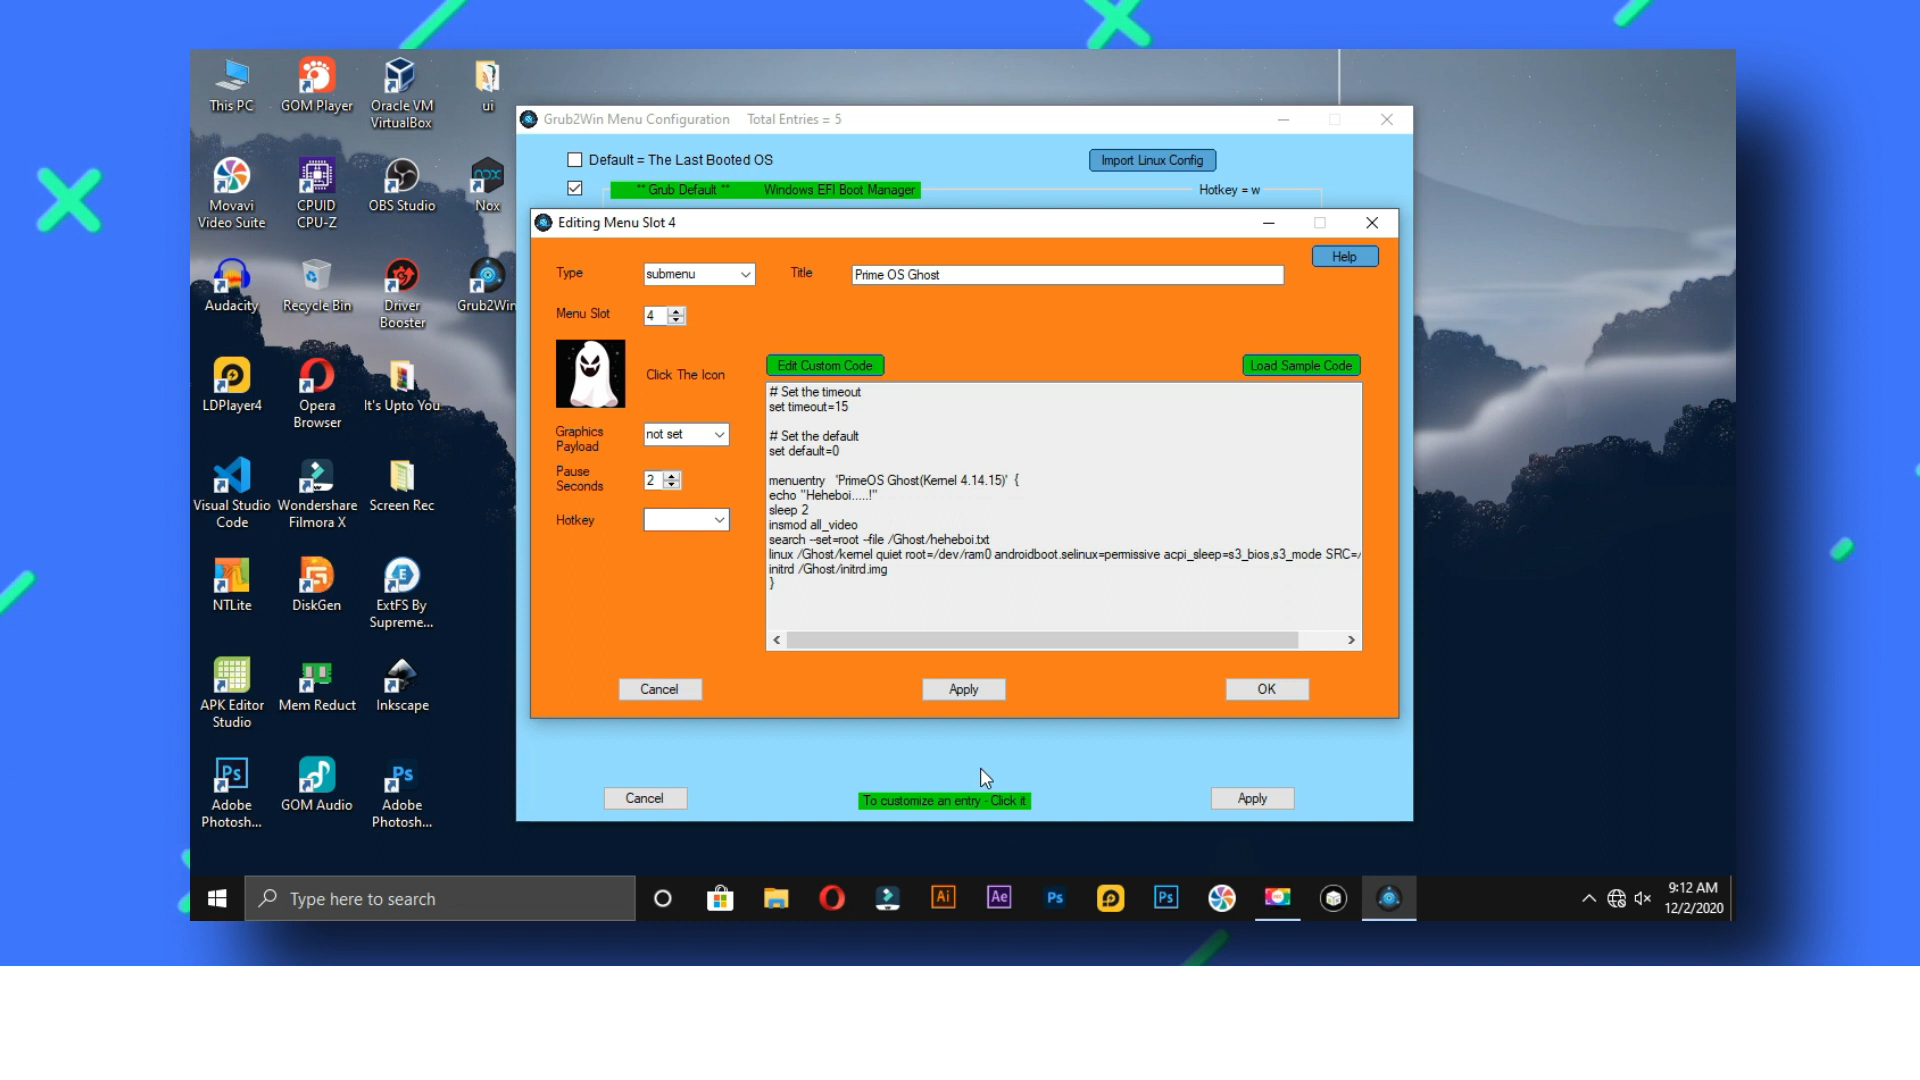 This PC
GOM Player
Oracle VM
VirtualBox
ui
Movavi
Video Suite
CPUID
CPU-Z
OBS Studio
Nox
Audacity
Recycle Bin
Driver
Booster
Grub2Win
LDPlayer4
Opera
Browser
It's Upto You
Visual Studio
Code
Wondershare
Filmora X
Screen Rec
NTLite
DiskGen
ExtFS By
Supreme...
APK Editor
Studio
Mem Reduct
Inkscape
Adobe
Photosh...
GOM Audio
Adobe
Photosh...
Grub2Win Menu Configuration Total Entries = 5
Default = The Last Booted OS
Import Linux Config
** Grub Default ** Windows EFI Boot Manager
Hotkey = w
Editing Menu Slot 4
Help
Type
submenu
Title
Prime OS Ghost
Menu Slot
4
Click The Icon
Edit Custom Code
Load Sample Code
Graphics
Payload
not set
Pause
Seconds
2
Hotkey
# Set the timeout
set timeout=15
# Set the default
set default=0
menuentry 'PrimeOS Ghost(Kernel 4.14.15)' {
echo "Heheboi.....!"
sleep 2
insmod all_video
search --set=root --file /Ghost/heheboi.txt
linux /Ghost/kernel quiet root=/dev/ram0 androidboot.selinux=permissive acpi_sleep=s3_bios,s3_mode SRC=/
initrd /Ghost/initrd.img
}
Cancel
Apply
OK
Cancel
To customize an entry - Click it
Apply
Type here to search
Ai
Ae
Ps
Ps
9:12 AM
12/2/2020